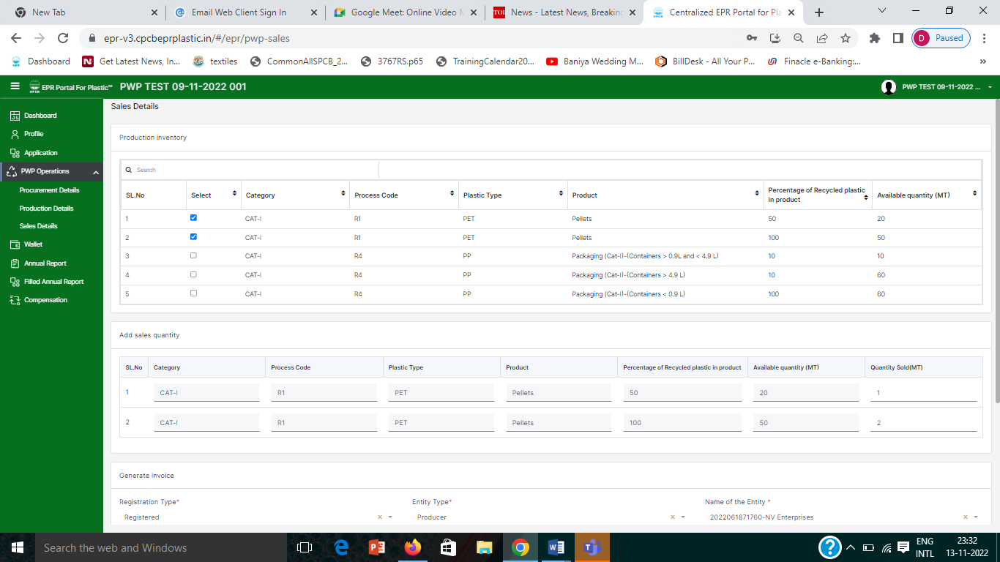 New Tab
Email Web Client Sign In
Google Meet: Online Video M
TOI News - Latest News, Breaking
Centralized EPR Portal for Pla
epr-v3.cpcbeprplastic.in/#/epr/pwp-sales
D Paused
Dashboard
Get Latest News, In...
textiles
CommonAllSPCB_2...
3767RS.p65
TrainingCalendar20...
Baniya Wedding M...
BillDesk - All Your P...
Finacle e-Banking:...
»
EPR Portal For Plastic™ PWP TEST 09-11-2022 001
PWP TEST 09-11-2022 ...
Dashboard
Profile
Application
PWP Operations
Procurement Details
Production Details
Sales Details
Wallet
Annual Report
Filled Annual Report
Compensation
Sales Details
Production inventory
Search
SL.No Select Category Process Code Plastic Type Product Percentage of Recycled plastic in product Available quantity (MT)
1 CAT-I R1 PET Pellets 50 20
2 CAT-I R1 PET Pellets 100 50
3 CAT-I R4 PP Packaging (Cat-I)-(Containers > 0.9L and < 4.9 L) 10 10
4 CAT-I R4 PP Packaging (Cat-I)-(Containers > 4.9 L) 10 60
5 CAT-I R4 PP Packaging (Cat-I)-(Containers < 0.9 L) 100 60
Add sales quantity
SL.No Category Process Code Plastic Type Product Percentage of Recycled plastic in product Available quantity (MT) Quantity Sold(MT)
1 CAT-I R1 PET Pellets 50 20 1
2 CAT-I R1 PET Pellets 100 50 2
Generate Invoice
Registration Type* Entity Type* Name of the Entity *
Registered Producer 2022061871760-NV Enterprises
Search the web and Windows
ENG
INTL
23:32
13-11-2022